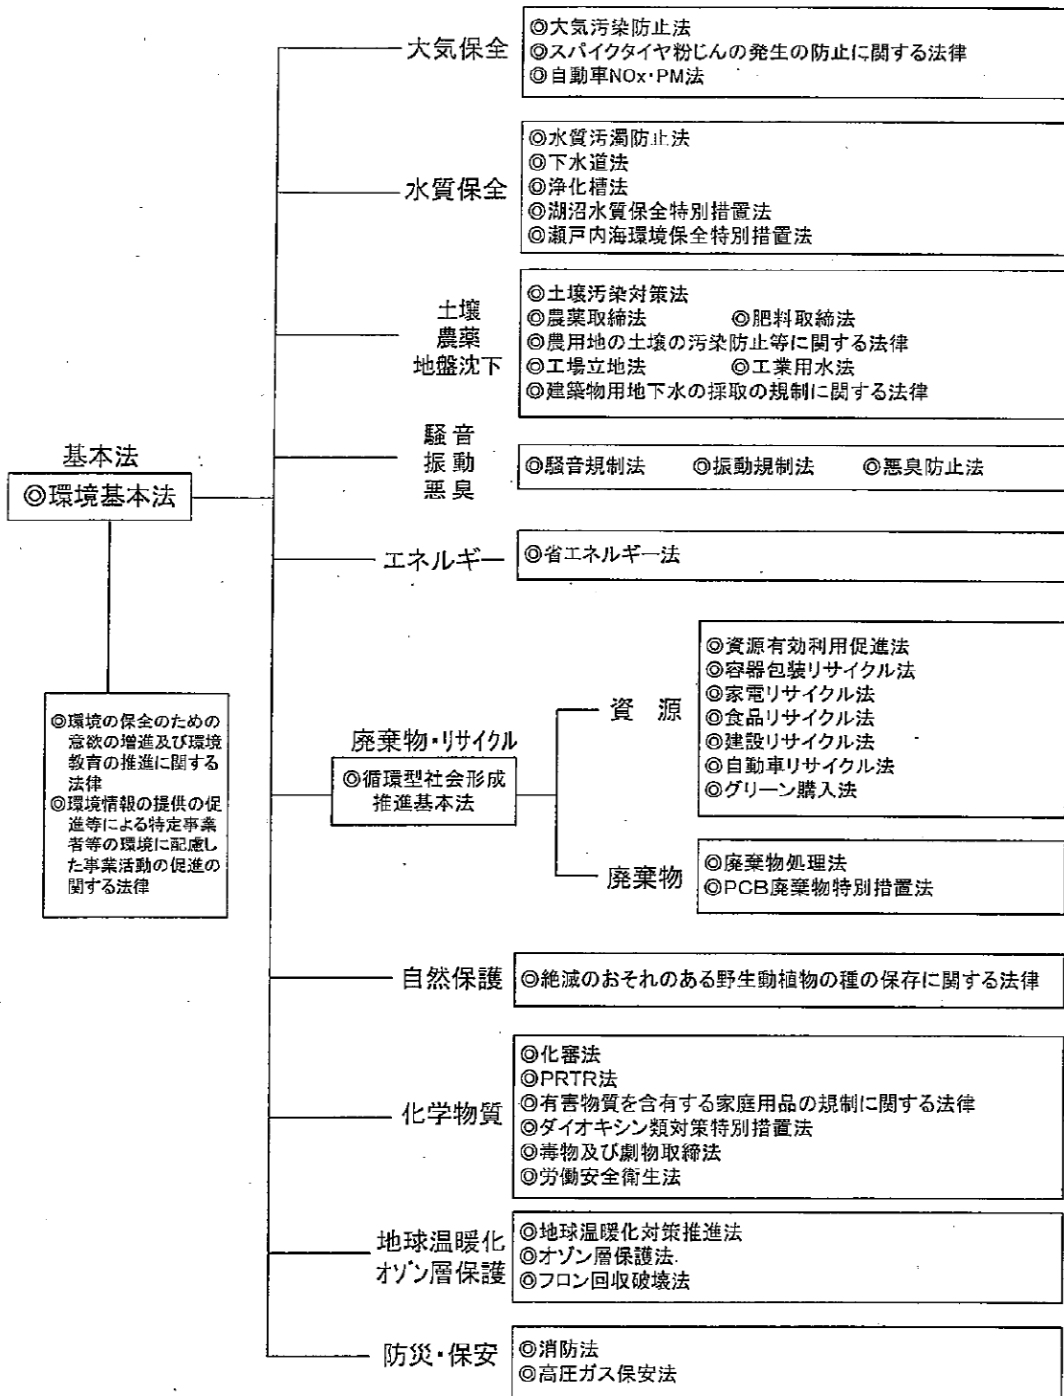 大気保全
◎大気汚染防止法
◎スパイクタイヤ粉じんの発生の防止に関する法律
◎自動車NOx・PM法
水質保全
◎水質汚濁防止法
◎下水道法
◎浄化槽法
◎湖沼水質保全特別措置法
◎瀬戸内海環境保全特別措置法
土壌
農薬
地盤沈下
◎土壌汚染対策法
◎農薬取締法 ◎肥料取締法
◎農用地の土壌の汚染防止等に関する法律
◎工場立地法 ◎工業用水法
◎建築物用地下水の採取の規制に関する法律
騒音
振動
悪臭
◎騒音規制法 ◎振動規制法 ◎悪臭防止法
基本法
◎環境基本法
エネルギー
◎省エネルギー法
◎環境の保全のための
意欲の増進及び環境
教育の推進に関する
法律
◎環境情報の提供の促
進等による特定事業
者等の環境に配慮し
た事業活動の促進の
関する法律
廃棄物・リサイクル
◎循環型社会形成
推進基本法
資源
◎資源有効利用促進法
◎容器包装リサイクル法
◎家電リサイクル法
◎食品リサイクル法
◎建設リサイクル法
◎自動車リサイクル法
◎グリーン購入法
廃棄物
◎廃棄物処理法
◎PCB廃棄物特別措置法
自然保護
◎絶滅のおそれのある野生動植物の種の保存に関する法律
化学物質
◎化審法
◎PRTR法
◎有害物質を含有する家庭用品の規制に関する法律
◎ダイオキシン類対策特別措置法
◎毒物及び劇物取締法
◎労働安全衛生法
地球温暖化
オゾン層保護
◎地球温暖化対策推進法
◎オゾン層保護法
◎フロン回収破壊法
防災・保安
◎消防法
◎高圧ガス保安法